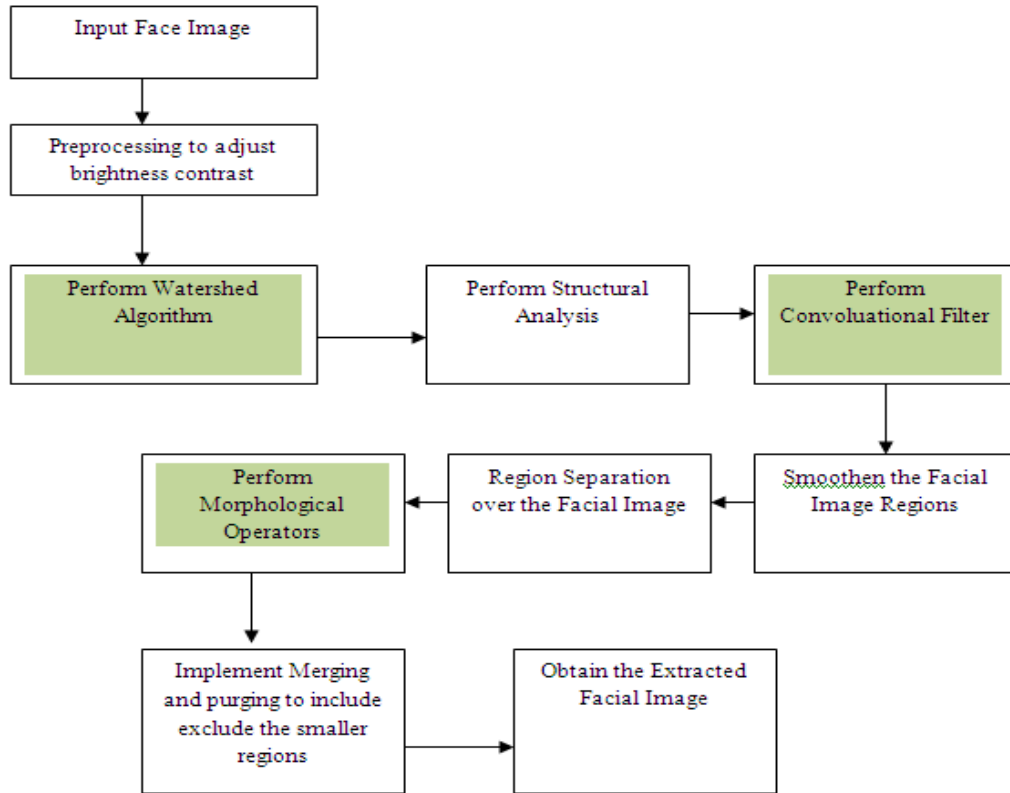 Input Face Image
Preprocessing to adjust
brightness contrast
Perform Watershed
Algorithm
Perform Structural
Analysis
Perform
Convoluational Filter
Smoothen the Facial
Image Regions
Region Separation
over the Facial Image
Perform
Morphological
Operators
Implement Merging
and purging to include
exclude the smaller
regions
Obtain the Extracted
Facial Image